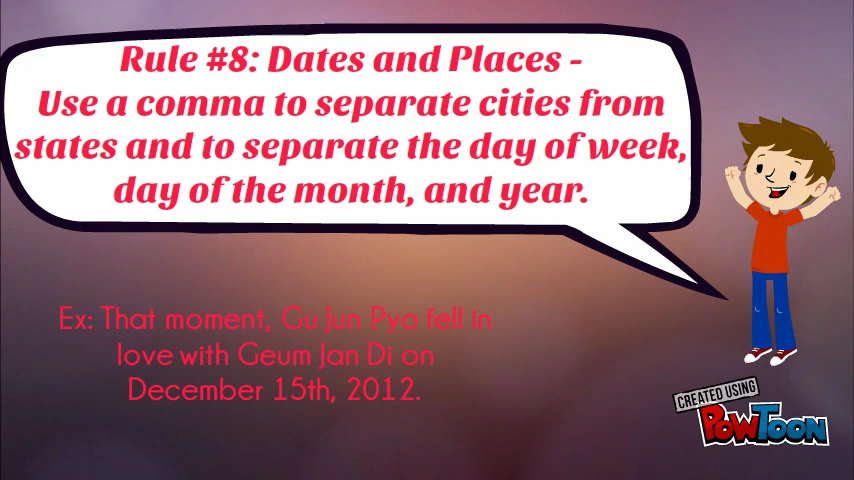 Rule #8: Dates and Places -
Use a comma to separate cities from
states and to separate the day of week,
day of the month, and year.
Ex: That moment, Gu Jun Pyo fell in
love with Geum Jan Di on
December 15th, 2012.
CREATED USING
POWTOON